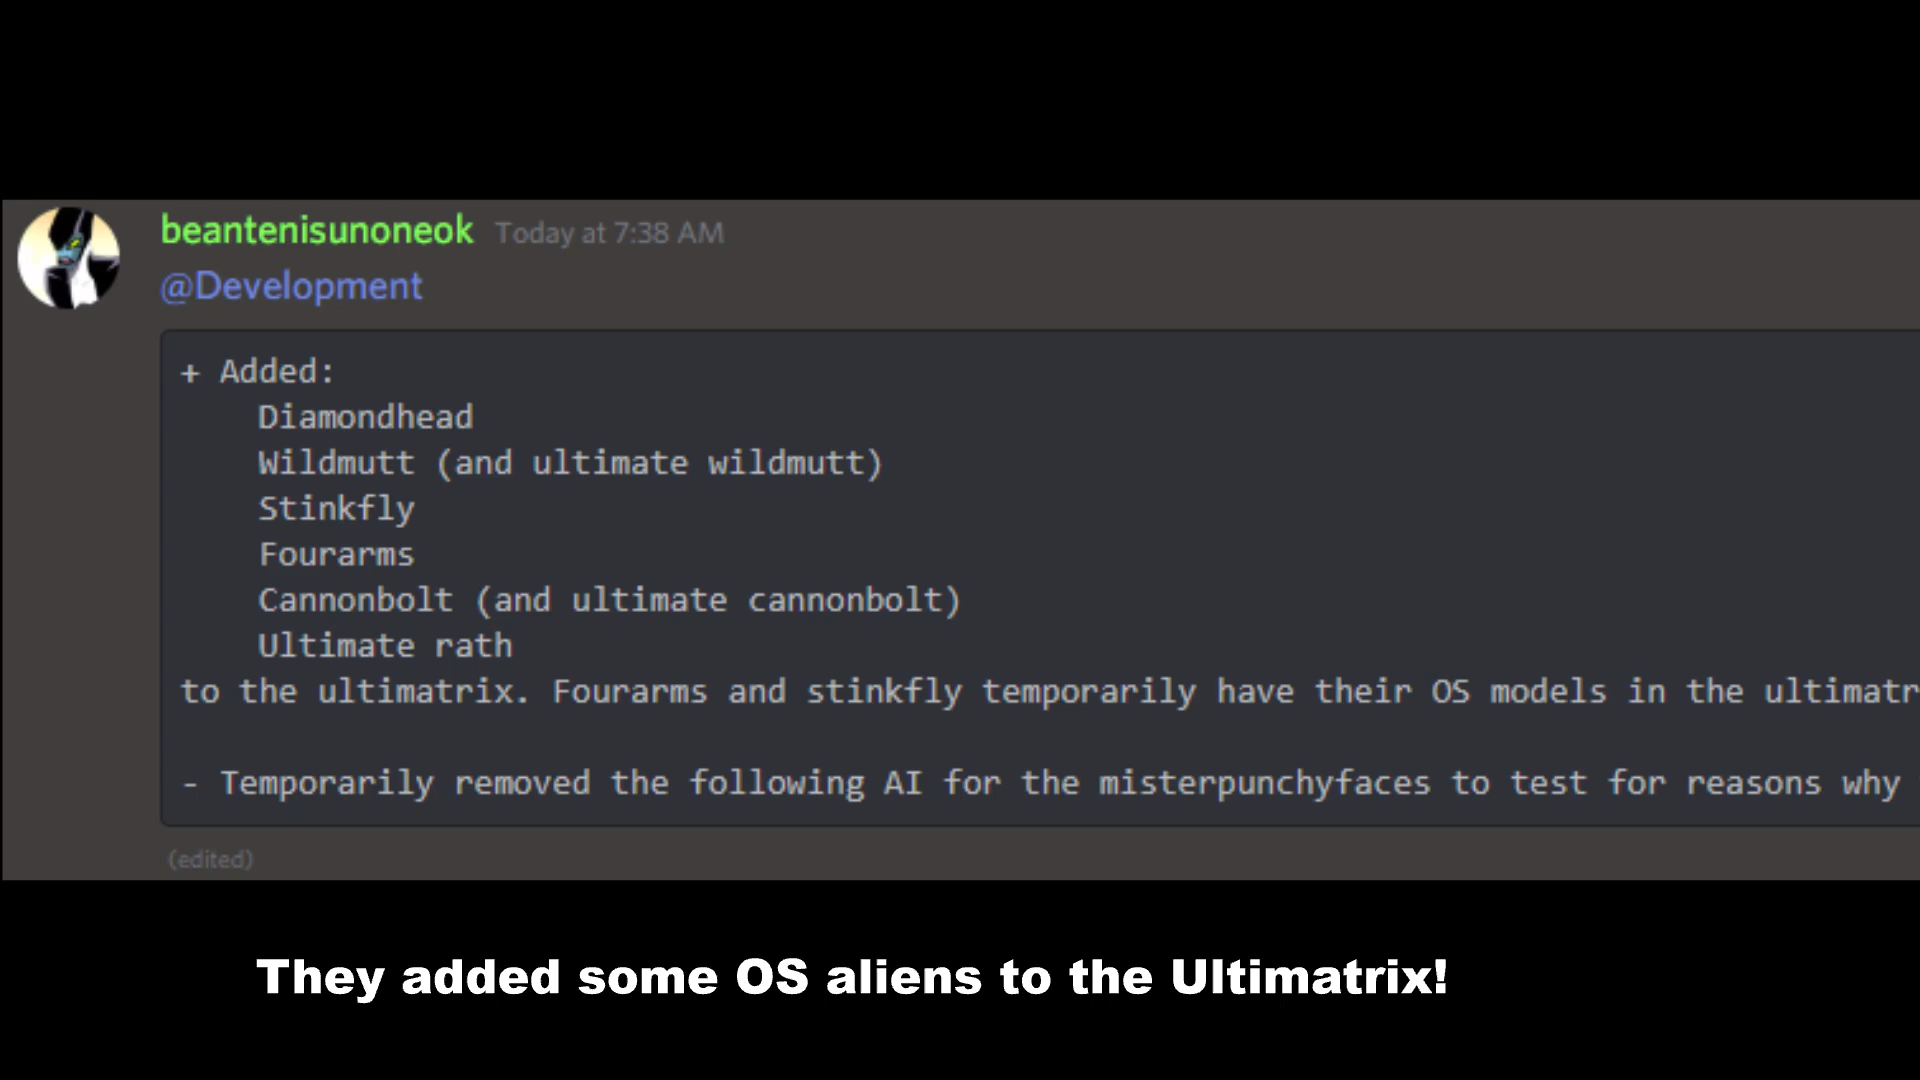 beantenisunoneok Today at 7:38 AM
@Development
+ Added:
Diamondhead
Wildmutt (and ultimate wildmutt)
Stinkfly
Fourarms
Cannonbolt (and ultimate cannonbolt)
Ultimate rath
to the ultimatrix. Fourarms and stinkfly temporarily have their OS models in the ultimatr
- Temporarily removed the following AI for the misterpunchyfaces to test for reasons why
(edited)
They added some OS aliens to the Ultimatrix!